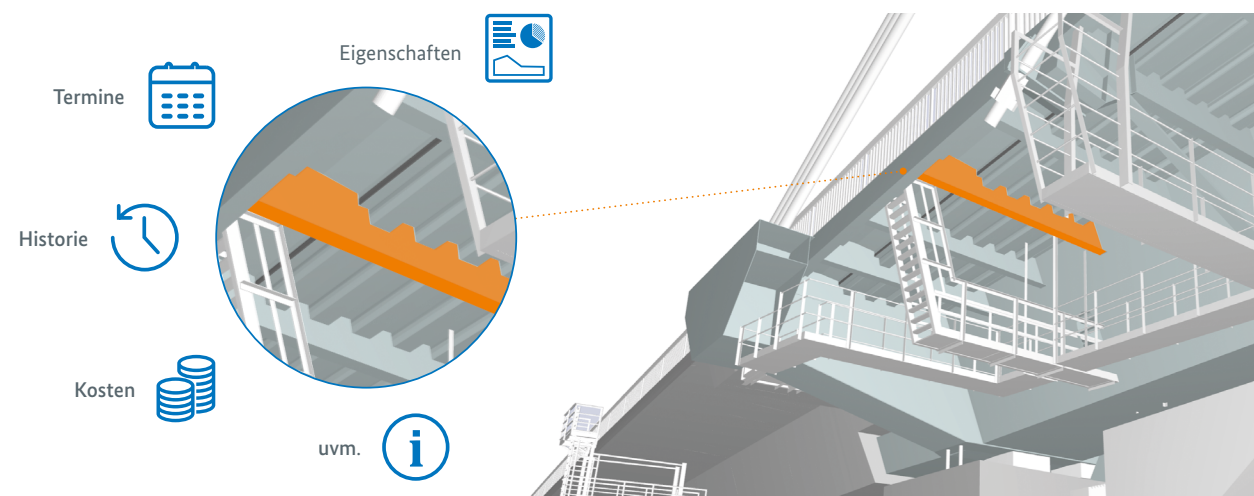 Eigenschaften
Termine
Historie
Kosten
uvm.
i